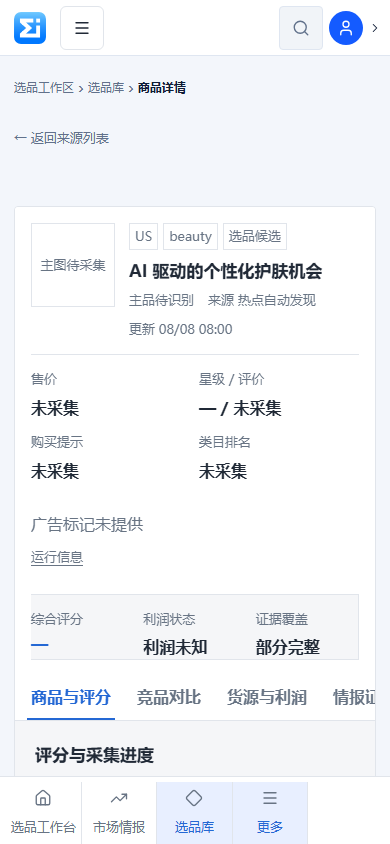 选品工作区 › 选品库 › 商品详情
← 返回来源列表
主图待采集
US beauty 选品候选
AI 驱动的个性化护肤机会
主品待识别 来源 热点自动发现
更新 08/08 08:00
售价 星级 / 评价
未采集 — / 未采集
购买提示 类目排名
未采集 未采集
广告标记未提供
运行信息
综合评分 利润状态 证据覆盖
— 利润未知 部分完整
商品与评分 竞品对比 货源与利润 情报证
评分与采集进度
选品工作台 市场情报 选品库 更多